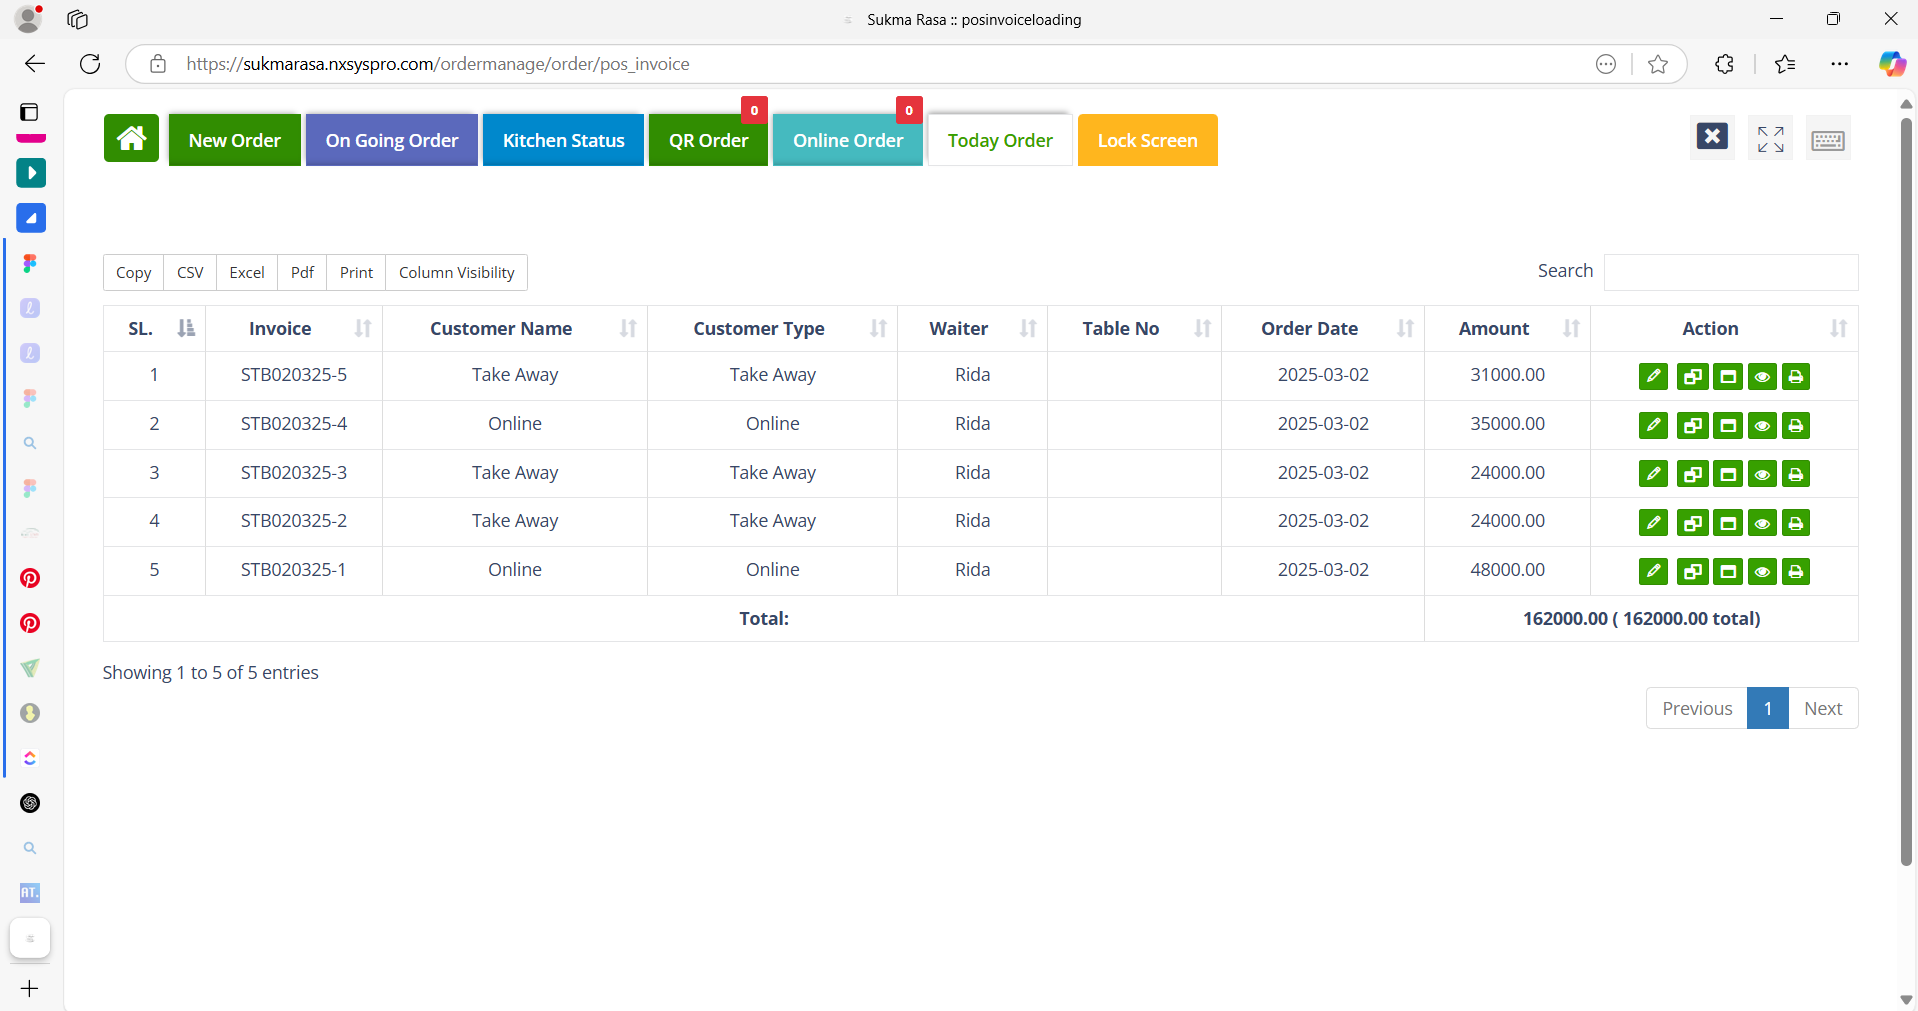 Sukma Rasa :: posinvoiceloading
https://sukmarasa.nxsyspro.com/ordermanage/order/pos_invoice
0 0
New Order On Going Order Kitchen Status QR Order Online Order Today Order Lock Screen
Copy CSV Excel Pdf Print Column Visibility Search
SL. Invoice Customer Name Customer Type Waiter Table No Order Date Amount Action
1 STB020325-5 Take Away Take Away Rida 2025-03-02 31000.00
2 STB020325-4 Online Online Rida 2025-03-02 35000.00
3 STB020325-3 Take Away Take Away Rida 2025-03-02 24000.00
4 STB020325-2 Take Away Take Away Rida 2025-03-02 24000.00
5 STB020325-1 Online Online Rida 2025-03-02 48000.00
Total: 162000.00 ( 162000.00 total)
Showing 1 to 5 of 5 entries
Previous 1 Next
AT.